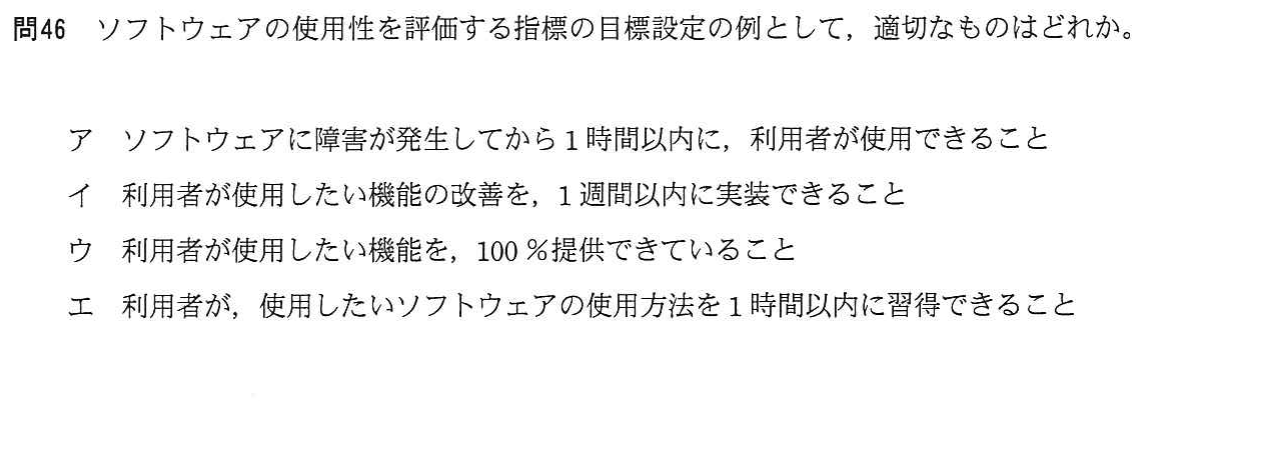 問46　ソフトウェアの使用性を評価する指標の目標設定の例として，適切なものはどれか。
ア　ソフトウェアに障害が発生してから 1 時間以内に，利用者が使用できること
イ　利用者が使用したい機能の改善を，1 週間以内に実装できること
ウ　利用者が使用したい機能を，100 %提供できていること
エ　利用者が，使用したいソフトウェアの使用方法を 1 時間以内に習得できること